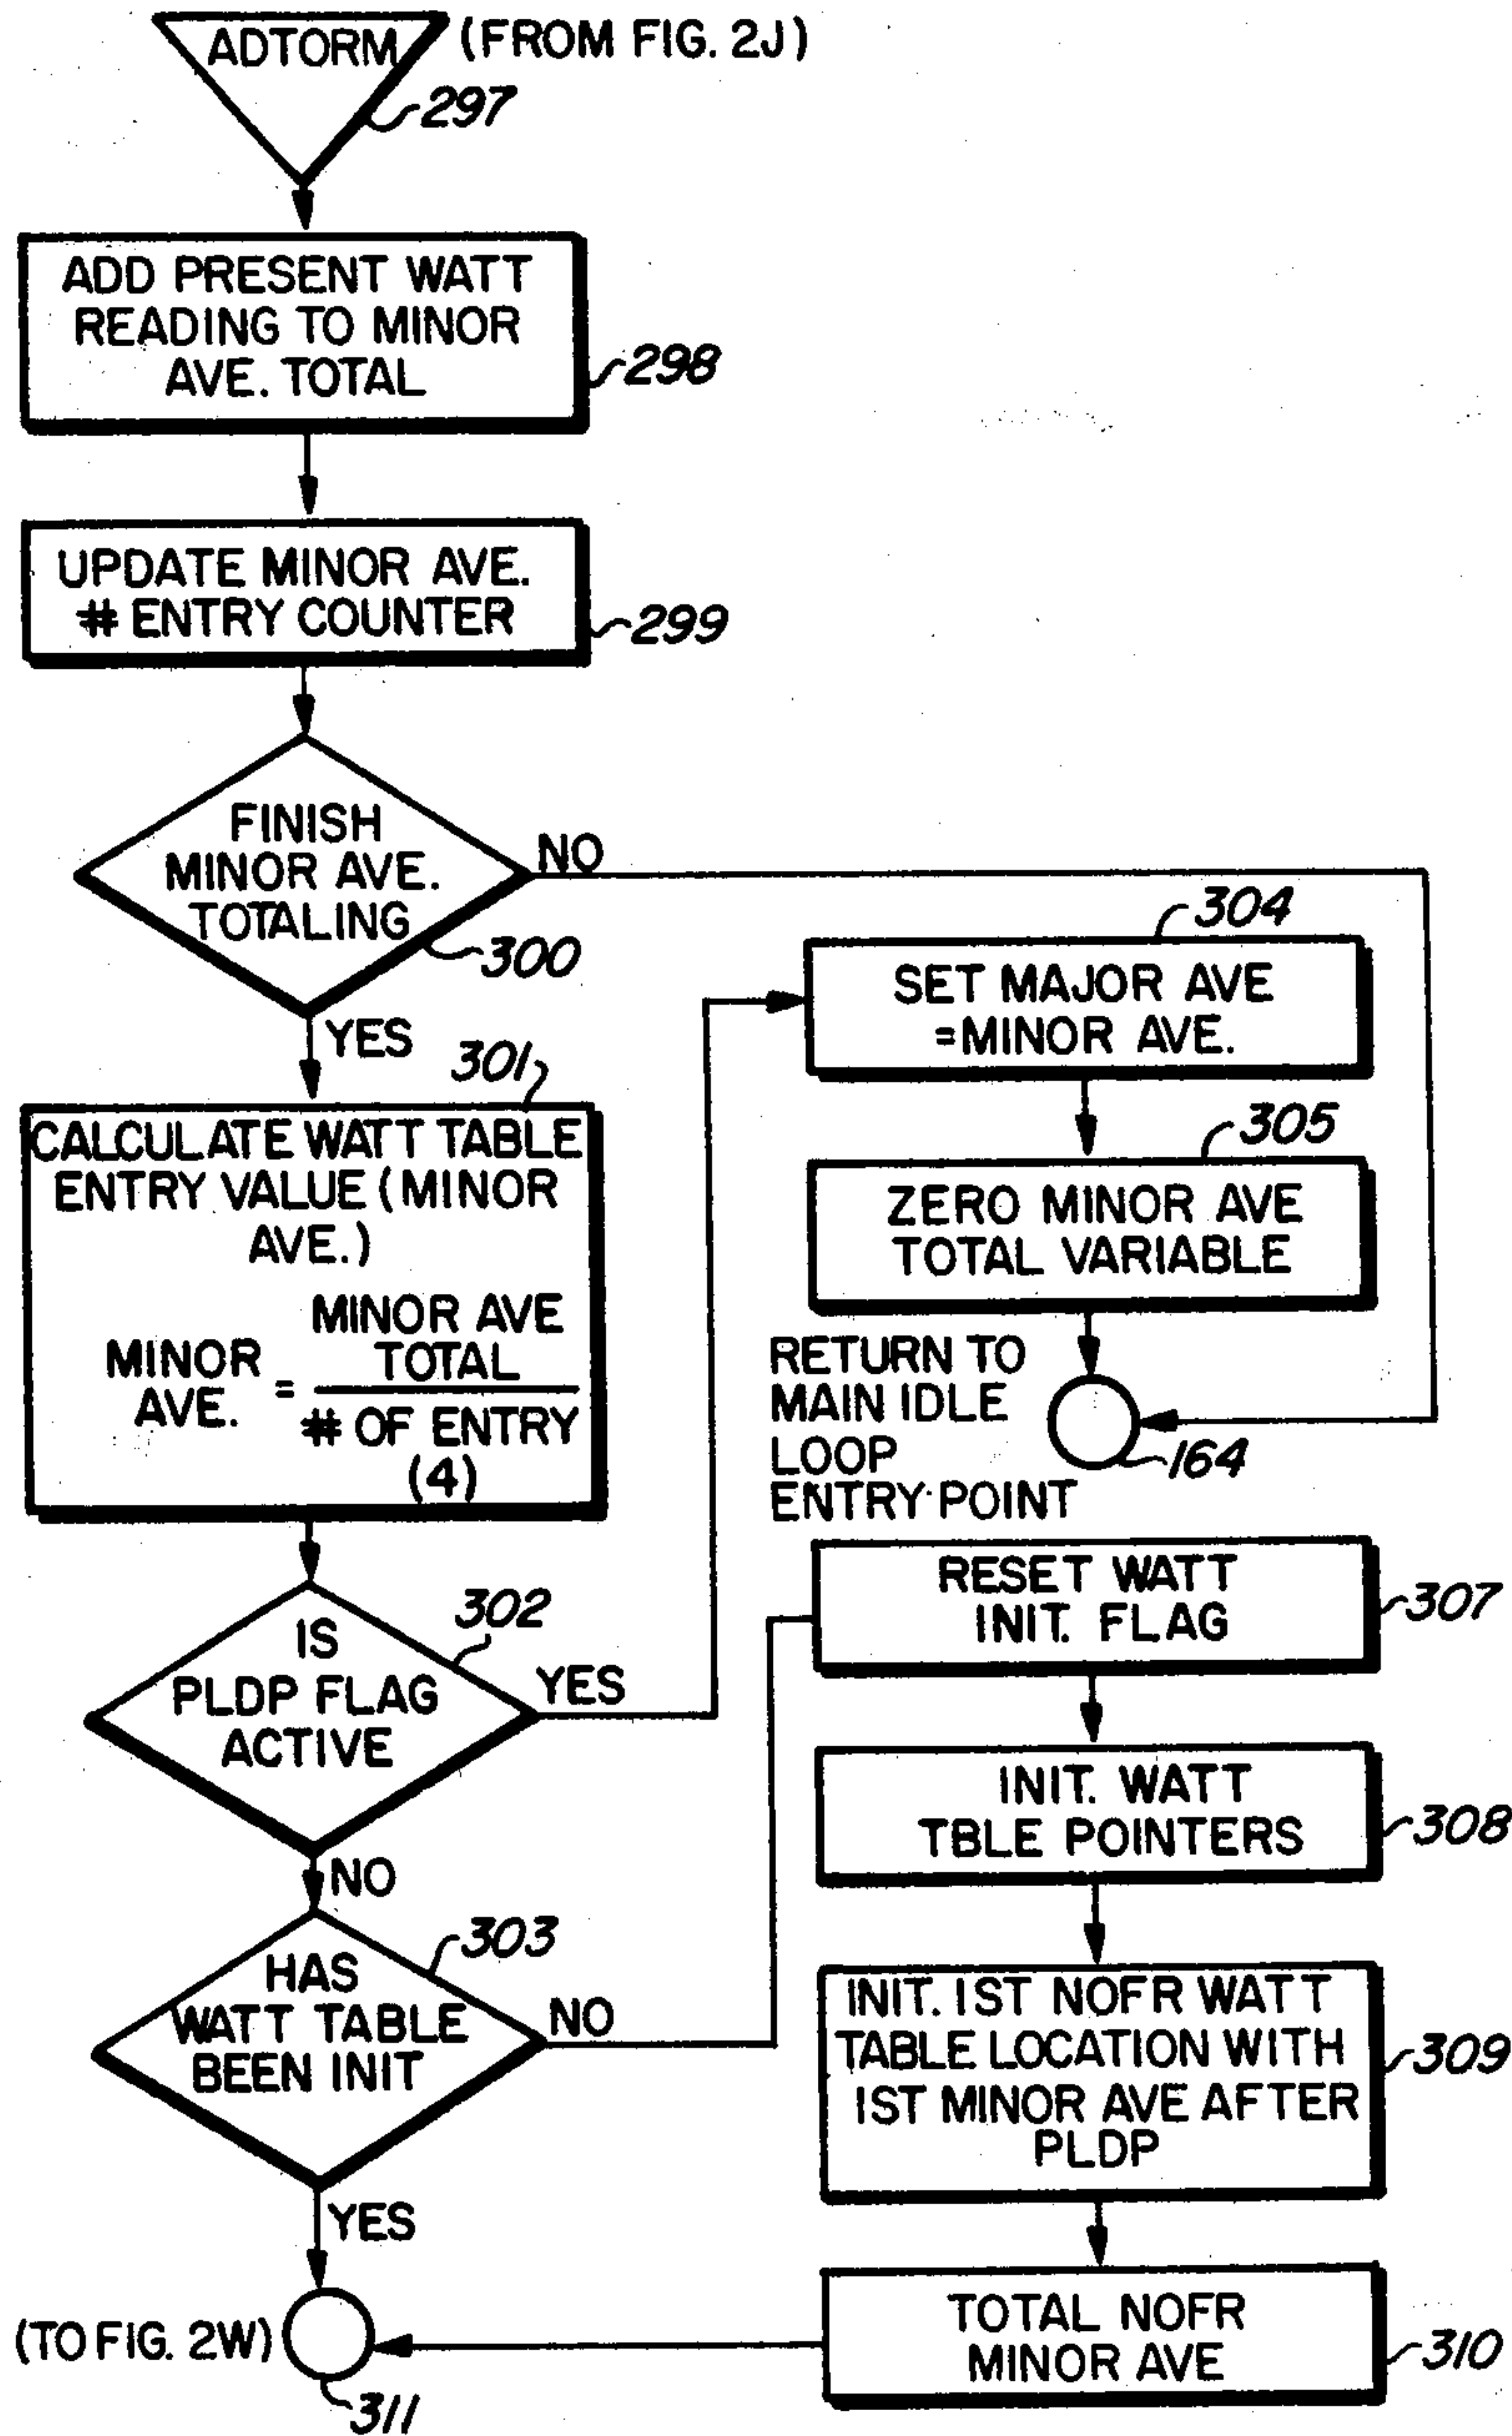 ADTORM
(FROM FIG. 2J)
297
ADD PRESENT WATT
READING TO MINOR
AVE. TOTAL
298
UPDATE MINOR AVE.
# ENTRY COUNTER
299
FINISH
MINOR AVE.
TOTALING
300
NO
YES
301
CALCULATE WATT TABLE
ENTRY VALUE (MINOR
AVE.)
MINOR
AVE.
=
MINOR AVE
TOTAL
# OF ENTRY
(4)
IS
PLDP FLAG
ACTIVE
302
YES
NO
HAS
WATT TABLE
BEEN INIT
303
NO
YES
(TO FIG. 2W)
311
304
SET MAJOR AVE
=MINOR AVE.
305
ZERO MINOR AVE
TOTAL VARIABLE
RETURN TO
MAIN IDLE
LOOP
ENTRY POINT
164
RESET WATT
INIT. FLAG
307
INIT. WATT
TBLE POINTERS
308
INIT. 1ST NOFR WATT
TABLE LOCATION WITH
1ST MINOR AVE AFTER
PLDP
309
TOTAL NOFR
MINOR AVE
310